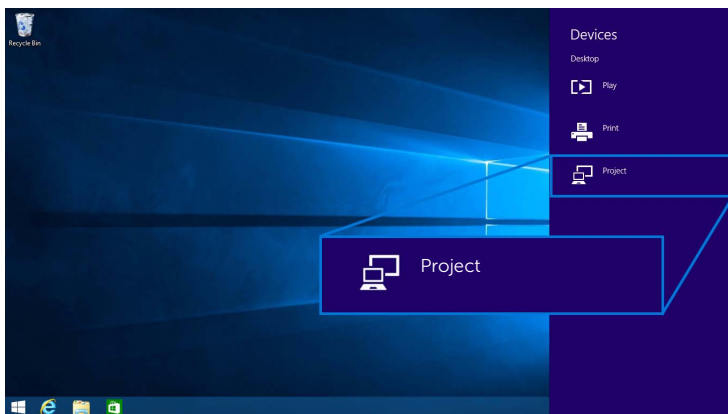 Recycle Bin
Devices
Desktop
Play
Print
Project
Project